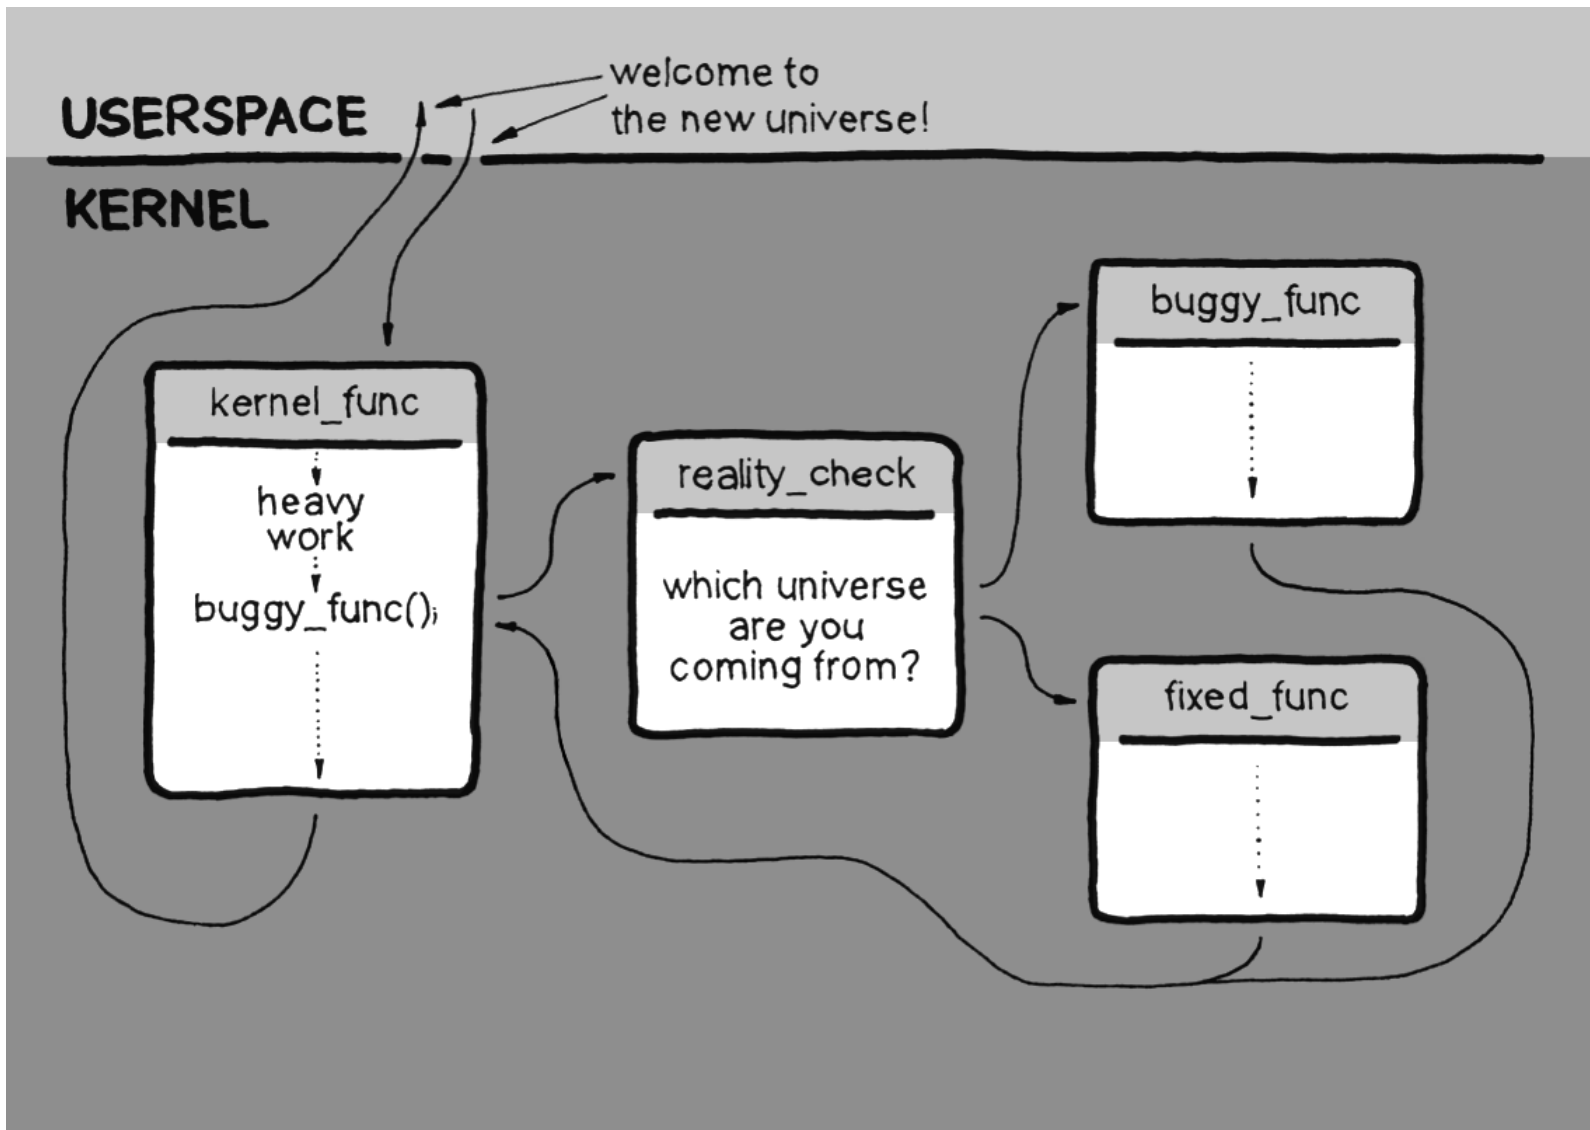 welcome to
the new universe!
USERSPACE
KERNEL
kernel_func
heavy
work
buggy_func();
reality_check
which universe
are you
coming from?
buggy_func
fixed_func